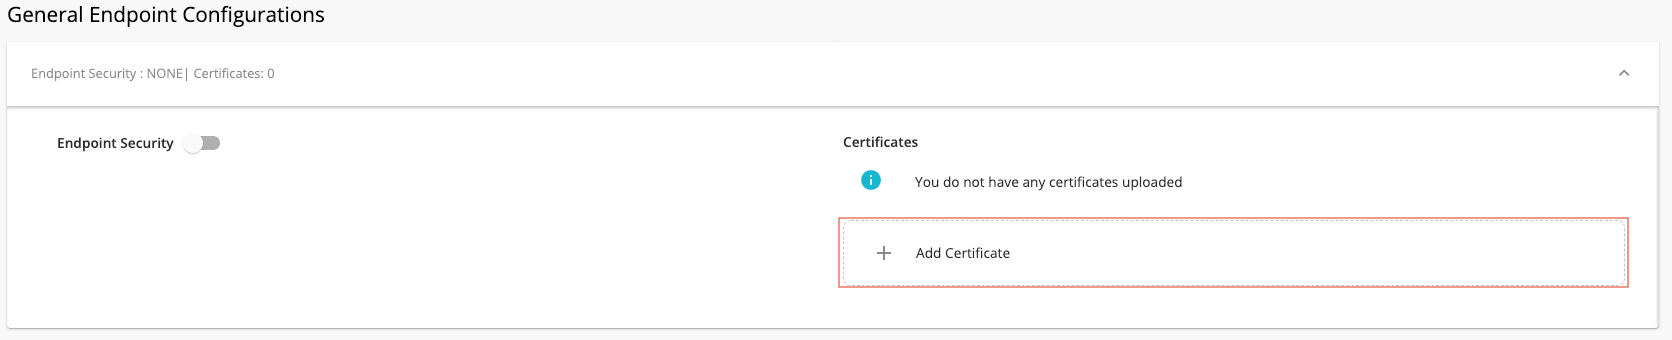 General Endpoint Configurations
Endpoint Security : NONE| Certificates: 0
Endpoint Security
Certificates
You do not have any certificates uploaded
Add Certificate